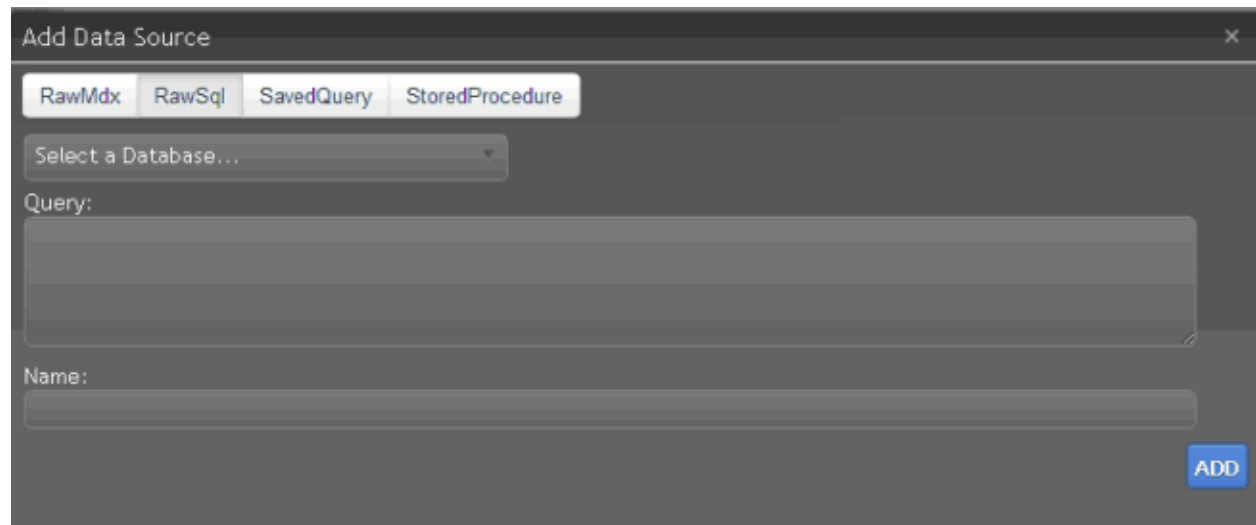 Add Data Source ×
RawMdx RawSql SavedQuery StoredProcedure
Select a Database...
Query:
Name:
ADD